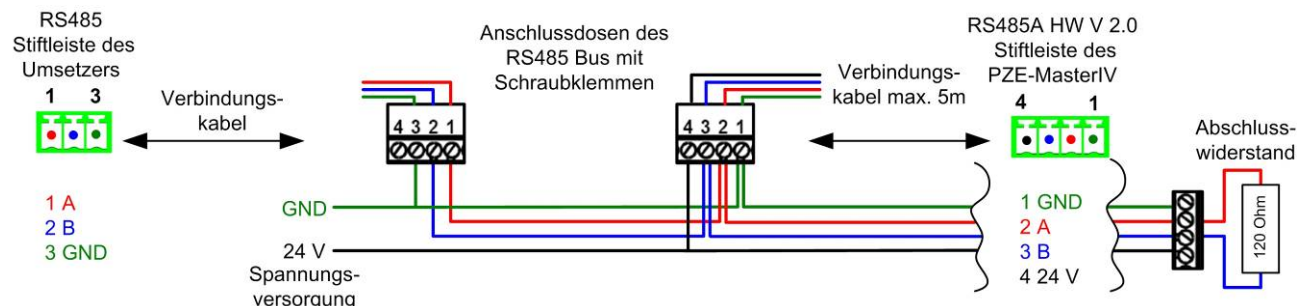 RS485
Stiftleiste des
Umsetzers
1 3
Verbindungs-
kabel
1 A
2 B
3 GND
Anschlussdosen des
RS485 Bus mit
Schraubklemmen
4 3 2 1
4 3 2 1
GND
24 V
Spannungs-
versorgung
Verbindungs-
kabel max. 5m
RS485A HW V 2.0
Stiftleiste des
PZE-MasterIV
4 1
1 GND
2 A
3 B
4 24 V
Abschluss-
widerstand
120 Ohm